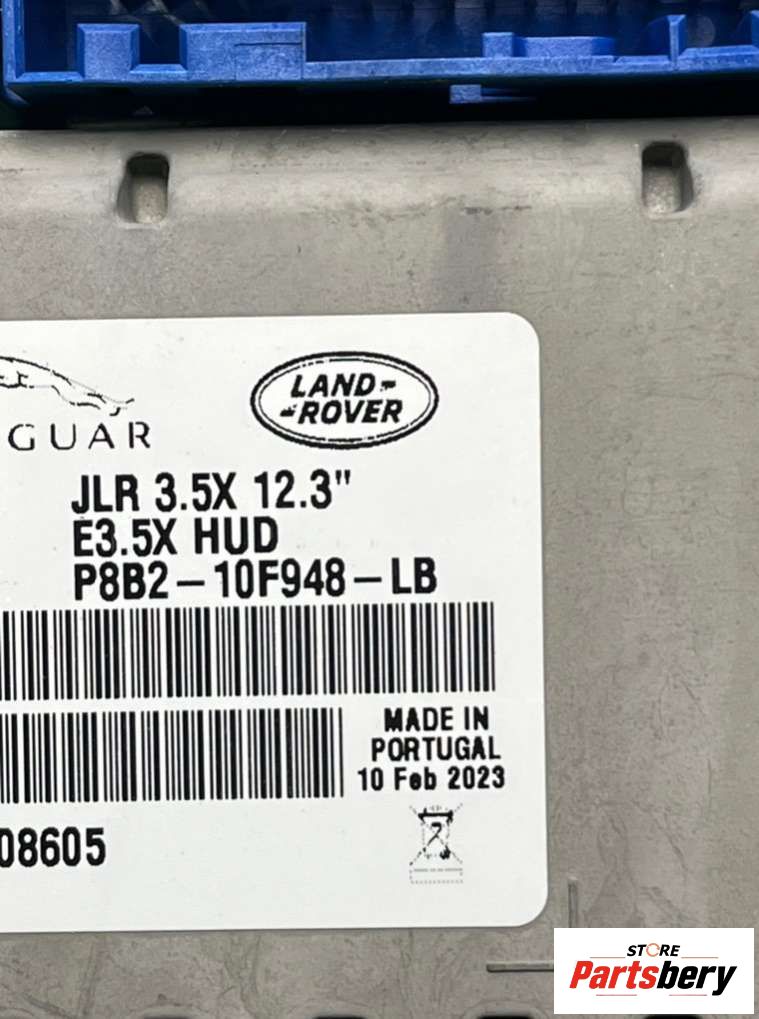 GUAR
LAND-
-ROVER
JLR 3.5X 12.3"
E3.5X HUD
P8B2-10F948-LB
MADE IN
PORTUGAL
10 Feb 2023
08605
STORE
Partsbery